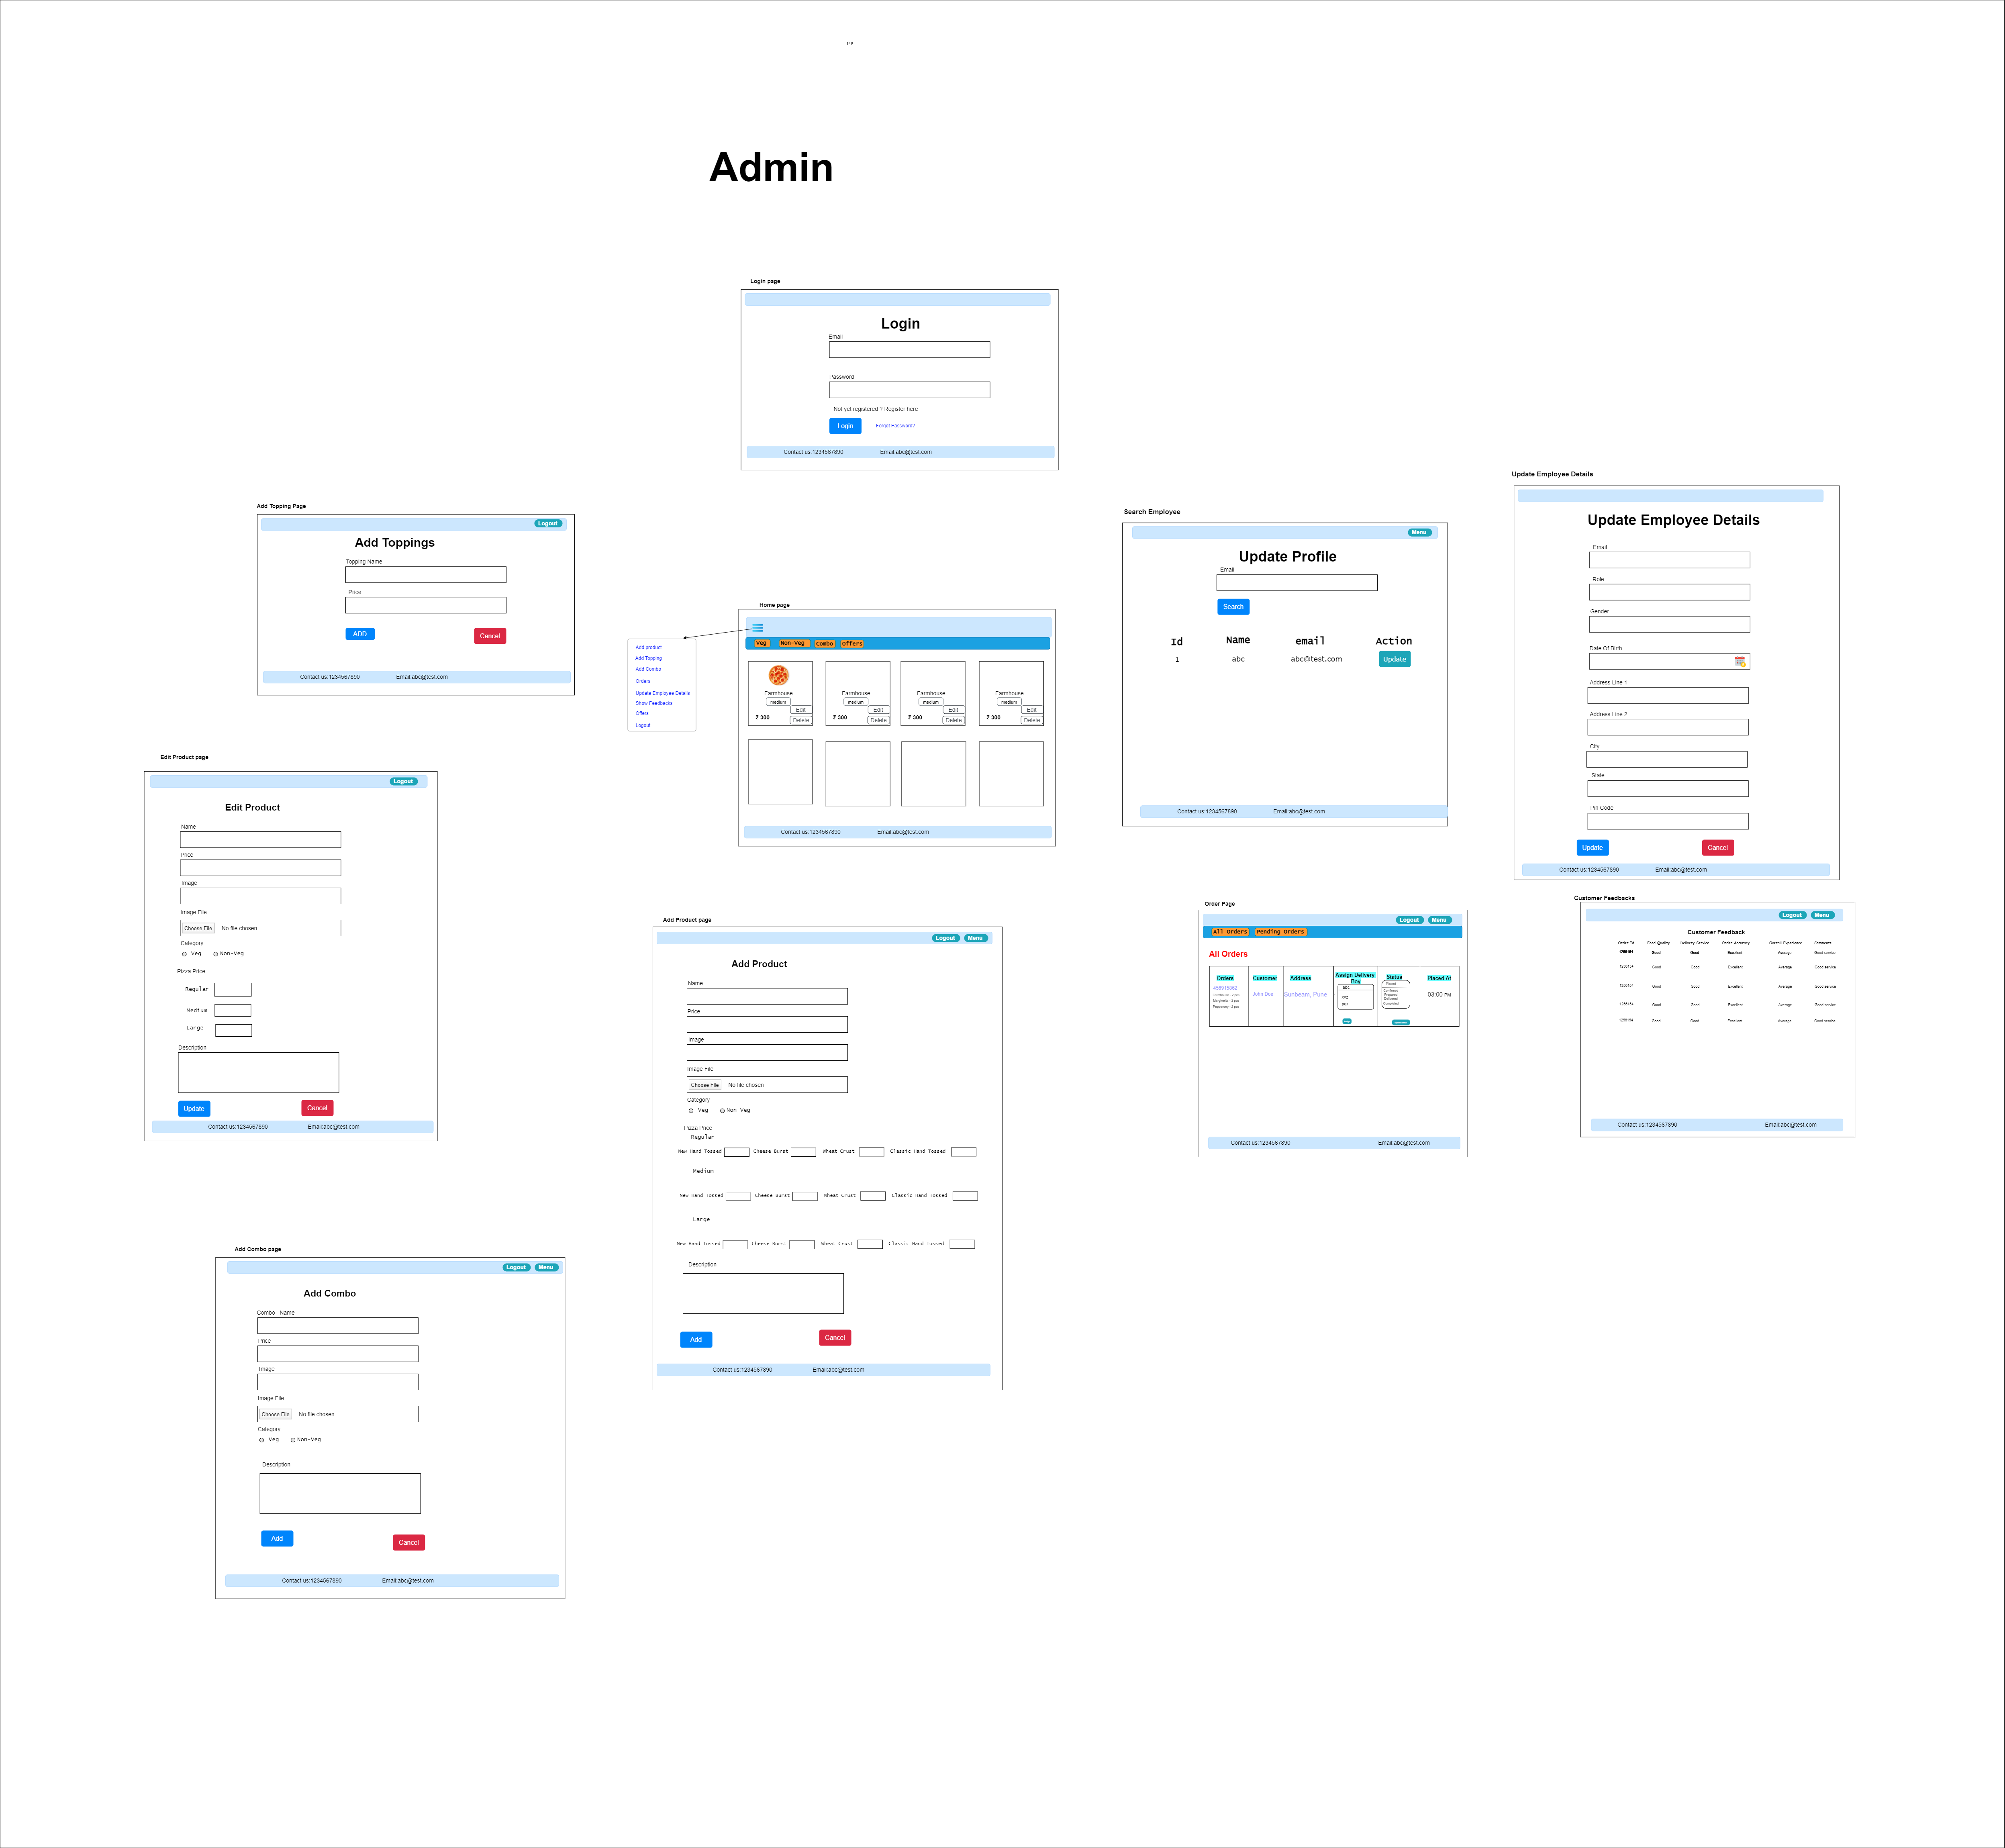 pqr
Admin
Login page
Login
Email
Password
Not yet registered ? Register here
Login Forgot Password?
Contact us:1234567890 Email:abc@test.com
Add Topping Page
Logout
Add Toppings
Topping Name
Price
ADD Cancel
Contact us:1234567890 Email:abc@test.com
Home page
Veg Non-Veg Combo Offers
Farmhouse Farmhouse Farmhouse Farmhouse
medium medium medium medium
Edit Edit Edit Edit
₹ 300 ₹ 300 ₹ 300 ₹ 300
Delete Delete Delete Delete
Contact us:1234567890 Email:abc@test.com
Add product
Add Topping
Add Combo
Orders
Update Employee Details
Show Feedbacks
Offers
Logout
Search Employee
Menu
Update Profile
Email
Search
Id Name email Action
1 abc abc@test.com Update
Contact us:1234567890 Email:abc@test.com
Update Employee Details
Update Employee Details
Email
Role
Gender
Date Of Birth
Address Line 1
Address Line 2
City
State
Pin Code
Update Cancel
Contact us:1234567890 Email:abc@test.com
Edit Product page
Logout
Edit Product
Name
Price
Image
Image File
Choose File No file chosen
Category
Veg Non-Veg
Pizza Price
Regular
Medium
Large
Description
Update Cancel
Contact us:1234567890 Email:abc@test.com
Add Product page
Logout Menu
Add Product
Name
Price
Image
Image File
Choose File No file chosen
Category
Veg Non-Veg
Pizza Price
Regular
New Hand Tossed Cheese Burst Wheat Crust Classic Hand Tossed
Medium
New Hand Tossed Cheese Burst Wheat Crust Classic Hand Tossed
Large
New Hand Tossed Cheese Burst Wheat Crust Classic Hand Tossed
Description
Add Cancel
Contact us:1234567890 Email:abc@test.com
Order Page
Logout Menu
All Orders Pending Orders
All Orders
Orders Customer Address Assign Delivery Boy Status Placed At
John Doe Sunbeam, Pune 03.00 PM
abc
xyz
pqr
Placed
Confirmed
Prepared
Delivered
Completed
Contact us:1234567890 Email:abc@test.com
Customer Feedbacks
Logout Menu
Customer Feedback
Order Id Food Quality Delivery Service Order Accuracy Overall Experience Comments
Good Good Excellent Average Good service
Good Good Excellent Average Good service
Good Good Excellent Average Good service
Good Good Excellent Average Good service
Good Good Excellent Average Good service
Contact us:1234567890 Email:abc@test.com
Add Combo page
Logout Menu
Add Combo
Combo Name
Price
Image
Image File
Choose File No file chosen
Category
Veg Non-Veg
Description
Add Cancel
Contact us:1234567890 Email:abc@test.com